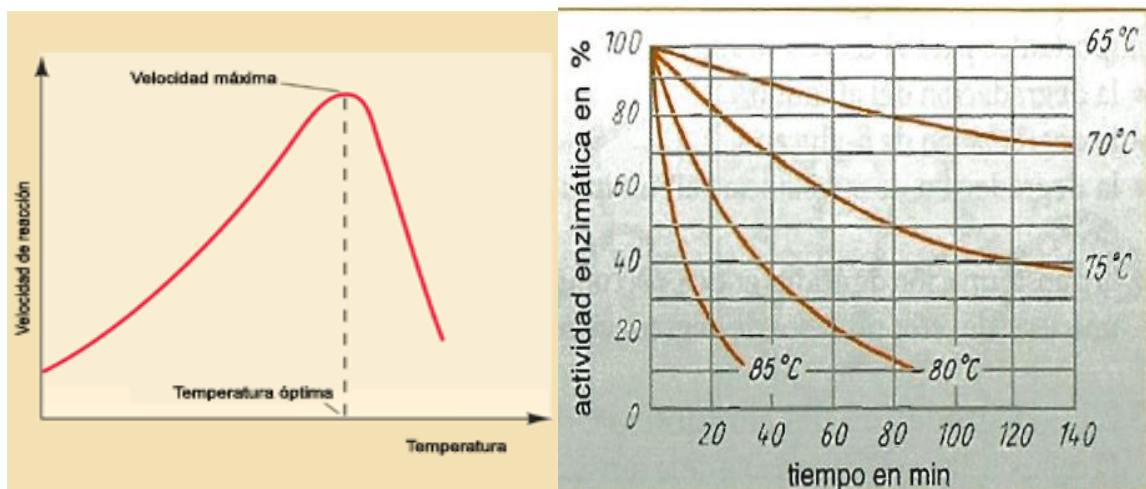 Velocidad máxima
Velocidad de reacción
Temperatura óptima
Temperatura
actividad enzimática en %
100
80
60
40
20
0
65°C
70°C
75°C
85°C
80°C
20 40 60 80 100 120 140
tiempo en min